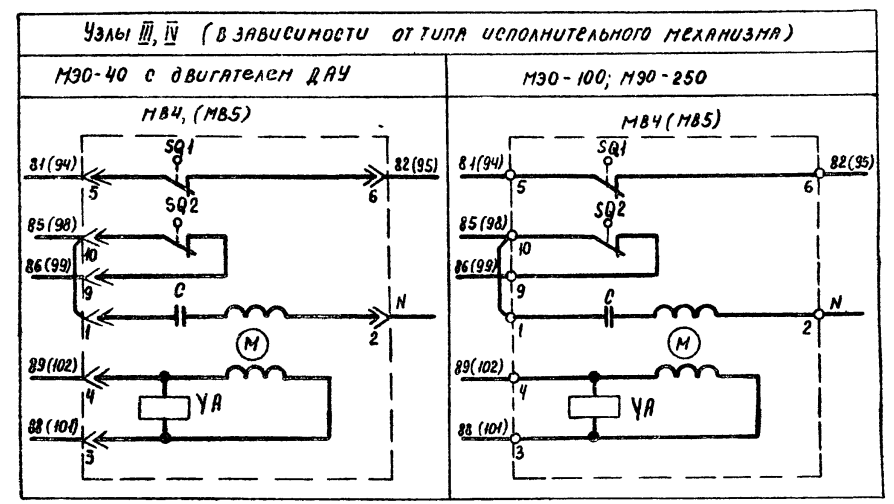 Узлы III, IV (в зависимости от типа исполнительного механизма)
МЭО-40 с двигателем ДАУ
МЭО-100; МЭО-250
МВ4, (МВ5)
SQ1
81(94)
5
82(95)
6
SQ2
85(98)
10
86(99)
9
C
N
1
2
М
89(102)
4
YA
88(101)
3
МВ4(МВ5)
SQ1
81(94)
5
82(95)
6
SQ2
85(98)
10
86(99)
9
C
N
1
2
М
89(102)
4
YA
88(101)
3